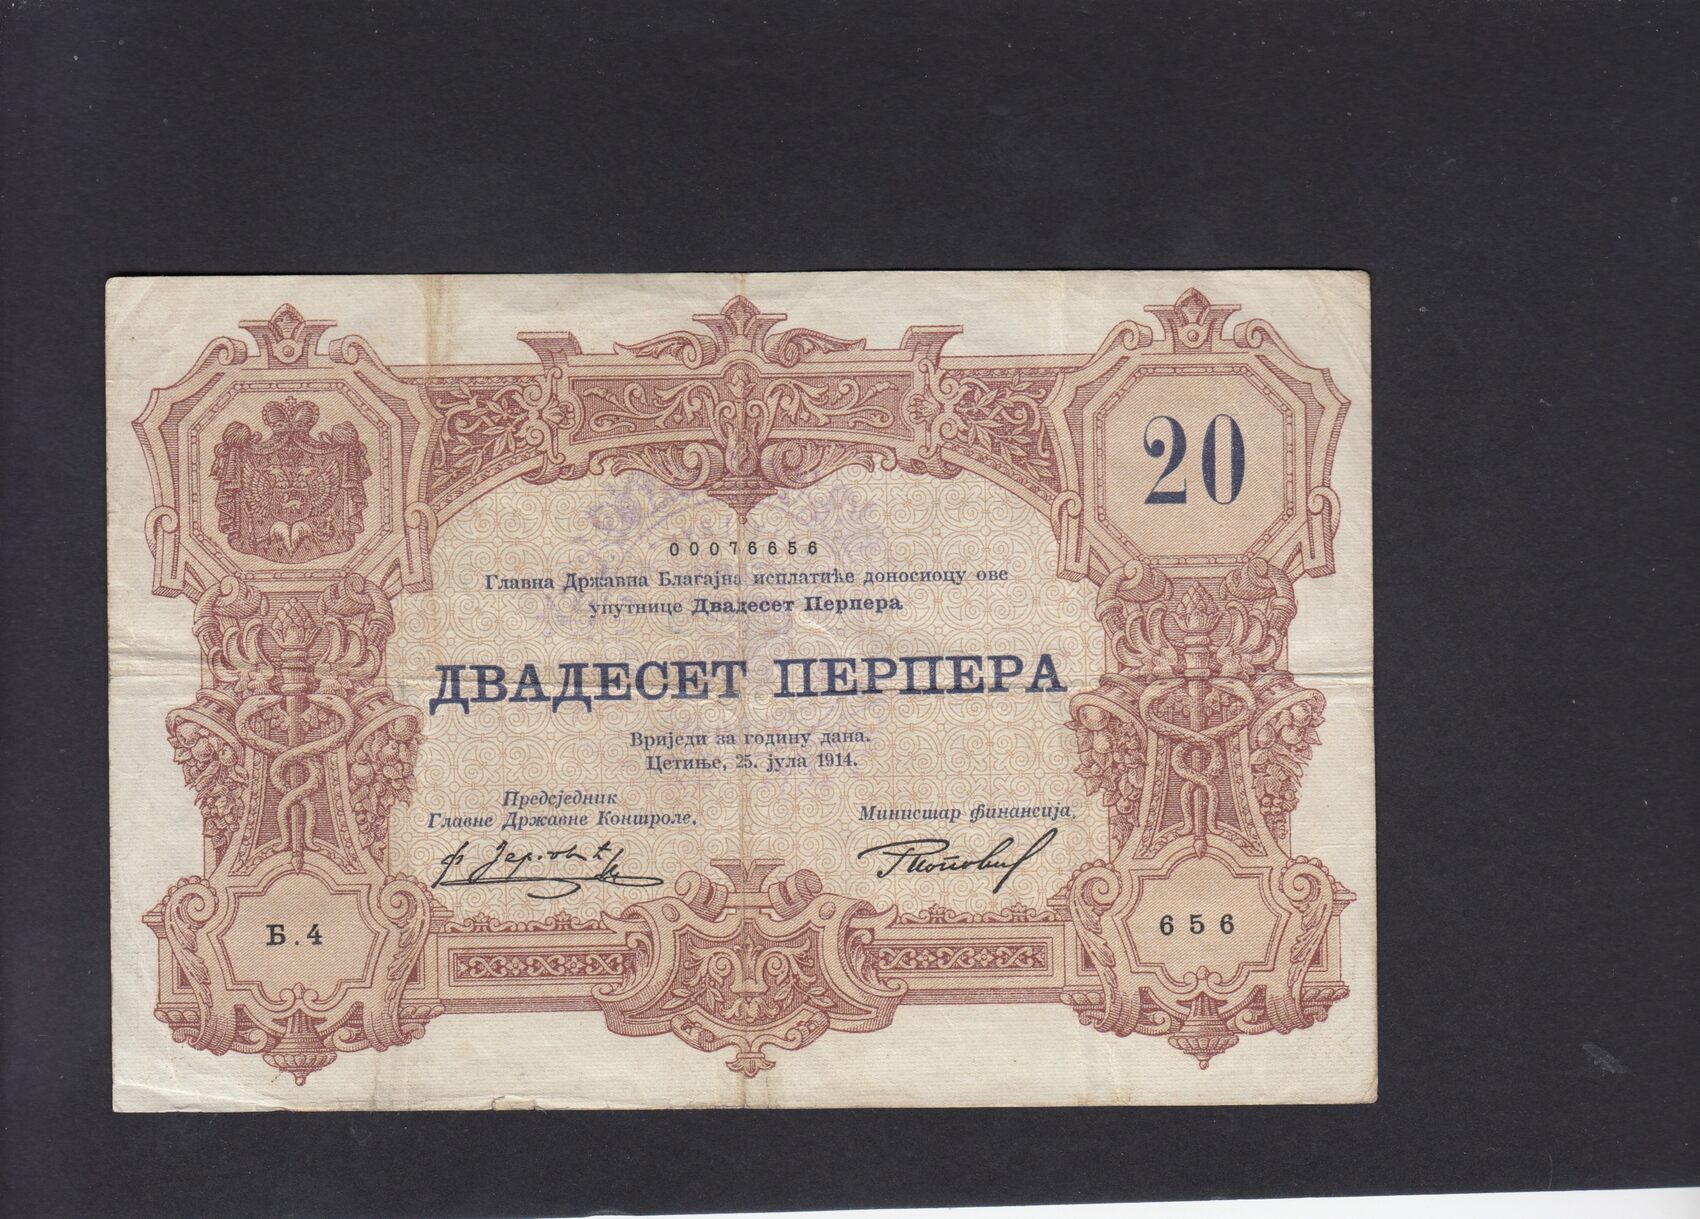 20
00076656
Главна Државна Благајна исплатиће доносиоцу ове
упутнице Двадесет Перпера
ДВАДЕСЕТ ПЕРПЕРА
Вриједи за годину дана.
Цетиње, 25. јула 1914.
Предсједник
Главне Државне Контроле,
Министар финансија,
Б.4
656